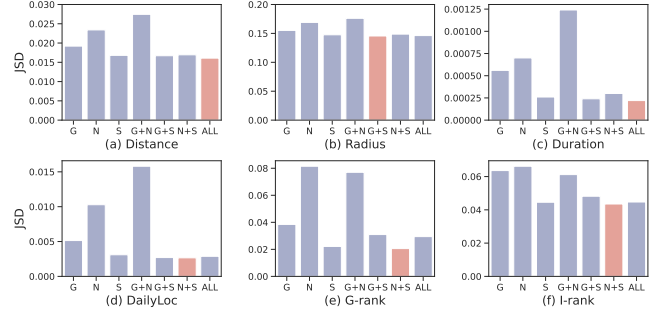 0.030
0.025
0.020
0.015
0.010
0.005
0.000
JSD
G N S G+N G+S N+S ALL
(a) Distance
0.20
0.15
0.10
0.05
0.00
G N S G+N G+S N+S ALL
(b) Radius
0.00125
0.00100
0.00075
0.00050
0.00025
0.00000
G N S G+N G+S N+S ALL
(c) Duration
0.015
0.010
0.005
0.000
JSD
G N S G+N G+S N+S ALL
(d) DailyLoc
0.08
0.06
0.04
0.02
0.00
G N S G+N G+S N+S ALL
(e) G-rank
0.06
0.04
0.02
0.00
G N S G+N G+S N+S ALL
(f) I-rank